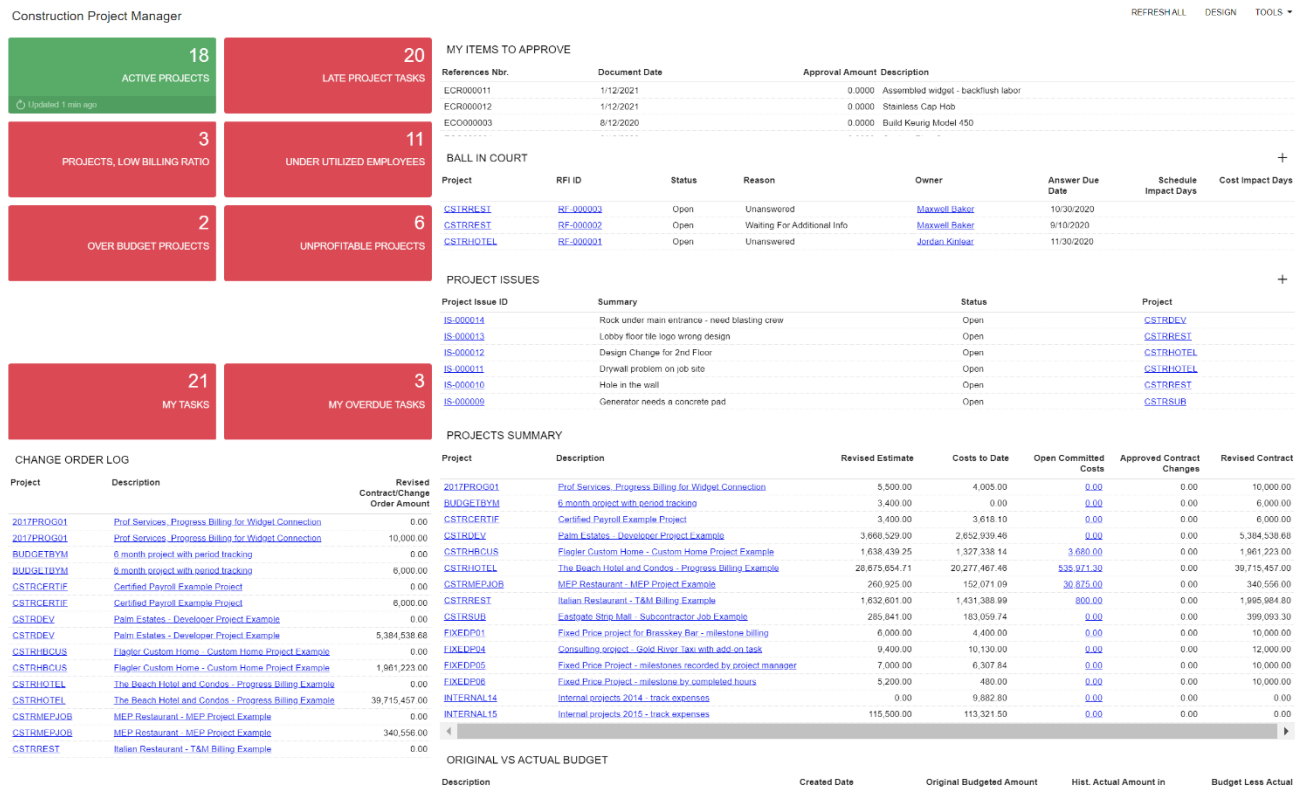 Construction Project Manager
REFRESH ALL DESIGN TOOLS
18
ACTIVE PROJECTS
Updated 1 min ago
20
LATE PROJECT TASKS
3
PROJECTS, LOW BILLING RATIO
11
UNDER UTILIZED EMPLOYEES
2
OVER BUDGET PROJECTS
6
UNPROFITABLE PROJECTS
21
MY TASKS
3
MY OVERDUE TASKS
CHANGE ORDER LOG
Project Description Revised Contract/Change Order Amount
2017PROG01 Prof Services, Progress Billing for Widget Connection 0.00
2017PROG01 Prof Services, Progress Billing for Widget Connection 10,000.00
BUDGETBYM 6 month project with period tracking 0.00
BUDGETBYM 6 month project with period tracking 6,000.00
CSTRCERTIF Certified Payroll Example Project 0.00
CSTRCERTIF Certified Payroll Example Project 6,000.00
CSTRDEV Palm Estates - Developer Project Example 0.00
CSTRDEV Palm Estates - Developer Project Example 5,384,538.68
CSTRHBCUS Flagler Custom Home - Custom Home Project Example 0.00
CSTRHBCUS Flagler Custom Home - Custom Home Project Example 1,961,223.00
CSTRHOTEL The Beach Hotel and Condos - Progress Billing Example 0.00
CSTRHOTEL The Beach Hotel and Condos - Progress Billing Example 39,715,457.00
CSTRMEPJOB MEP Restaurant - MEP Project Example 0.00
CSTRMEPJOB MEP Restaurant - MEP Project Example 340,556.00
CSTRREST Italian Restaurant - T&M Billing Example 0.00
MY ITEMS TO APPROVE
References Nbr. Document Date Approval Amount Description
ECR000011 1/12/2021 0.0000 Assembled widget - backflush labor
ECR000012 1/12/2021 0.0000 Stainless Cap Hob
ECO000003 8/12/2020 0.0000 Build Keurig Model 450
BALL IN COURT +
Project RFI ID Status Reason Owner Answer Due Date Schedule Impact Days Cost Impact Days
CSTRREST RF-000003 Open Unanswered Maxwell Baker 10/30/2020
CSTRREST RF-000002 Open Waiting For Additional Info Maxwell Baker 9/10/2020
CSTRHOTEL RF-000001 Open Unanswered Jordan Kinlear 11/30/2020
PROJECT ISSUES +
Project Issue ID Summary Status Project
IS-000014 Rock under main entrance - need blasting crew Open CSTRDEV
IS-000013 Lobby floor tile logo wrong design Open CSTRREST
IS-000012 Design Change for 2nd Floor Open CSTRHOTEL
IS-000011 Drywall problem on job site Open CSTRHOTEL
IS-000010 Hole in the wall Open CSTRREST
IS-000009 Generator needs a concrete pad Open CSTRSUB
PROJECTS SUMMARY
Project Description Revised Estimate Costs to Date Open Committed Costs Approved Contract Changes Revised Contract
2017PROG01 Prof Services, Progress Billing for Widget Connection 5,500.00 4,005.00 0.00 0.00 10,000.00
BUDGETBYM 6 month project with period tracking 3,400.00 0.00 0.00 0.00 6,000.00
CSTRCERTIF Certified Payroll Example Project 3,400.00 3,618.10 0.00 0.00 6,000.00
CSTRDEV Palm Estates - Developer Project Example 3,668,529.00 2,652,939.46 0.00 0.00 5,384,538.68
CSTRHBCUS Flagler Custom Home - Custom Home Project Example 1,638,439.25 1,327,338.14 3,680.00 0.00 1,961,223.00
CSTRHOTEL The Beach Hotel and Condos - Progress Billing Example 28,675,654.71 20,277,467.46 535,971.30 0.00 39,715,457.00
CSTRMEPJOB MEP Restaurant - MEP Project Example 260,925.00 152,071.09 30,875.00 0.00 340,556.00
CSTRREST Italian Restaurant - T&M Billing Example 1,632,601.00 1,431,388.99 800.00 0.00 1,995,984.80
CSTRSUB Eastgate Strip Mall - Subcontractor Job Example 285,841.00 183,059.74 0.00 0.00 399,093.30
FIXEDP01 Fixed Price project for Brasskey Bar - milestone billing 6,000.00 4,400.00 0.00 0.00 10,000.00
FIXEDP04 Consulting project - Gold River Taxi with add-on task 9,400.00 10,130.00 0.00 0.00 12,000.00
FIXEDP05 Fixed Price Project - milestones recorded by project manager 7,000.00 6,307.84 0.00 0.00 10,000.00
FIXEDP06 Fixed Price Project - milestone by completed hours 5,200.00 480.00 0.00 0.00 10,000.00
INTERNAL14 Internal projects 2014 - track expenses 0.00 9,882.80 0.00 0.00 0.00
INTERNAL15 Internal projects 2015 - track expenses 115,500.00 113,321.50 0.00 0.00 0.00
ORIGINAL VS ACTUAL BUDGET
Description Created Date Original Budgeted Amount Hist. Actual Amount in Budget Less Actual